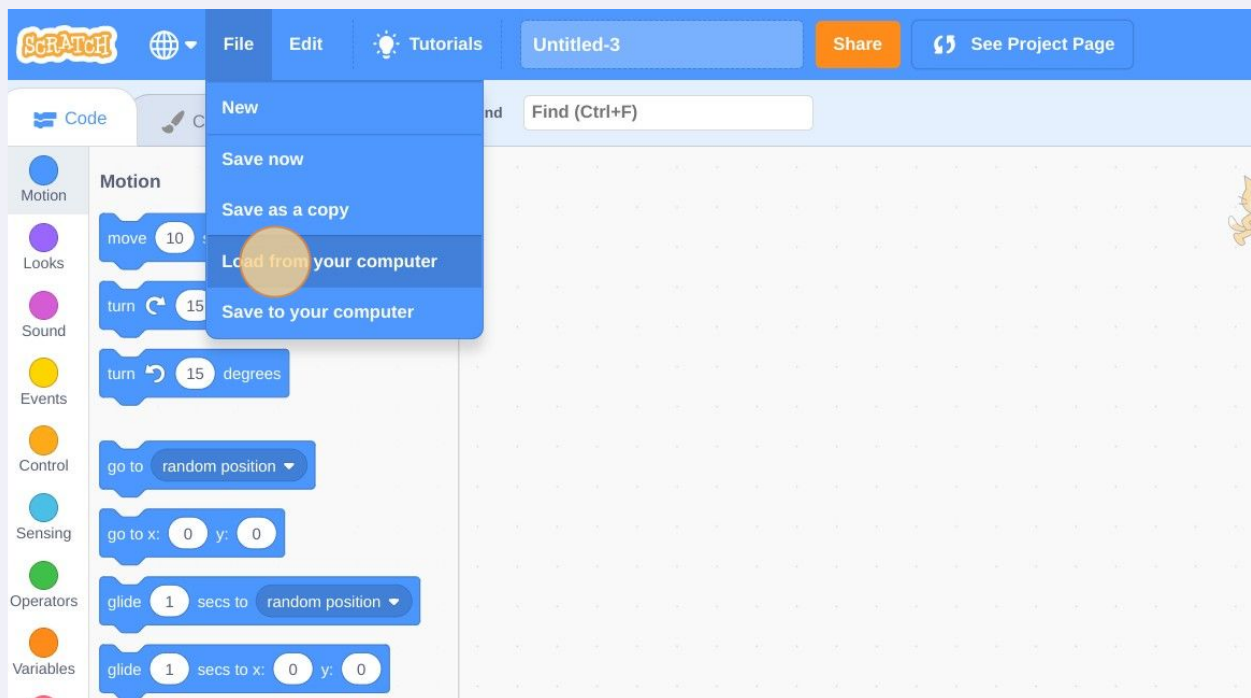 SCRATCH File Edit Tutorials Untitled-3 Share See Project Page
Code C nd Find (Ctrl+F)
New
Save now
Save as a copy
Load from your computer
Save to your computer
Motion
Looks
Sound
Events
Control
Sensing
Operators
Variables
Motion
move 10 s
turn 15
turn 15 degrees
go to random position
go to x: 0 y: 0
glide 1 secs to random position
glide 1 secs to x: 0 y: 0